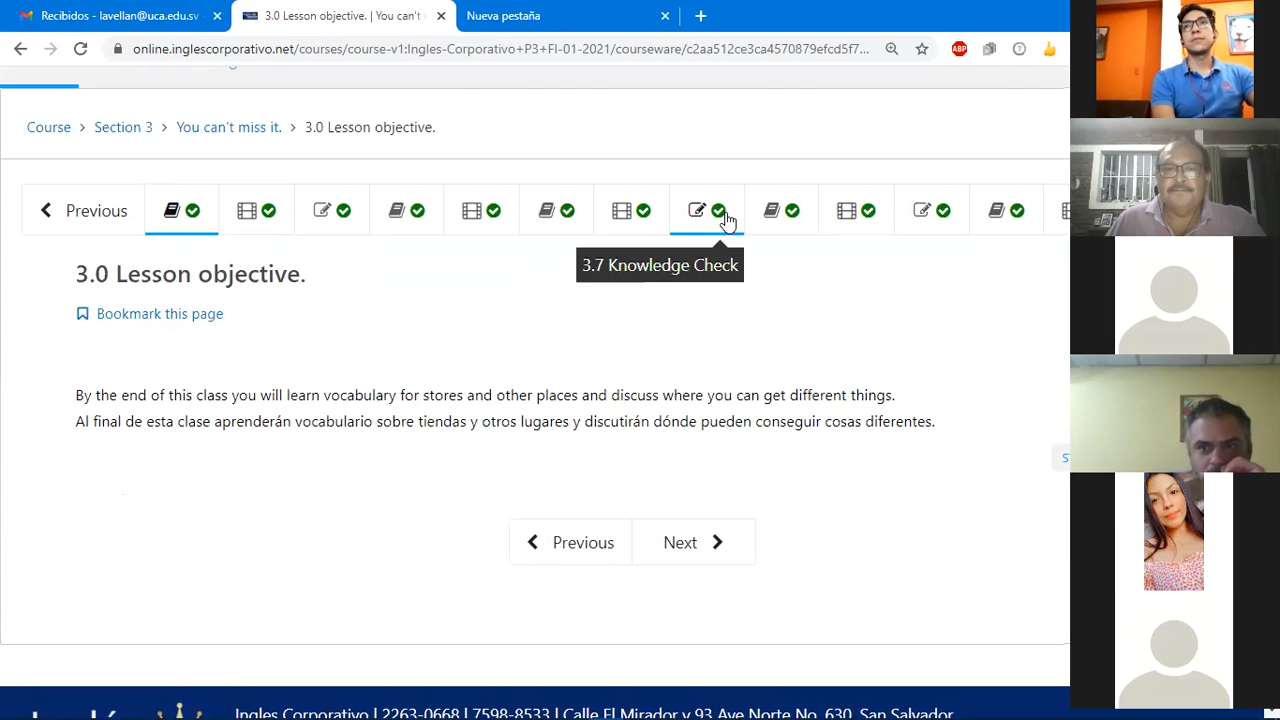 Recibidos - lavellan@uca.edu.sv
3.0 Lesson objective. | You can't
Nueva pestaña
online.inglescorporativo.net/courses/course-v1:Ingles-Corporativo+P3+FI-01-2021/courseware/c2aa512ce3ca4570879efcd5f7...
ABP
Course > Section 3 > You can't miss it. > 3.0 Lesson objective.
Previous
3.7 Knowledge Check
3.0 Lesson objective.
Bookmark this page
By the end of this class you will learn vocabulary for stores and other places and discuss where you can get different things.
Al final de esta clase aprenderán vocabulario sobre tiendas y otros lugares y discutirán dónde pueden conseguir cosas diferentes.
Previous
Next
Ingles Corporativo | 2263-0668 | 7598-8533 | Calle El Mirador y 93 Ave Norte No. 630, San Salvador